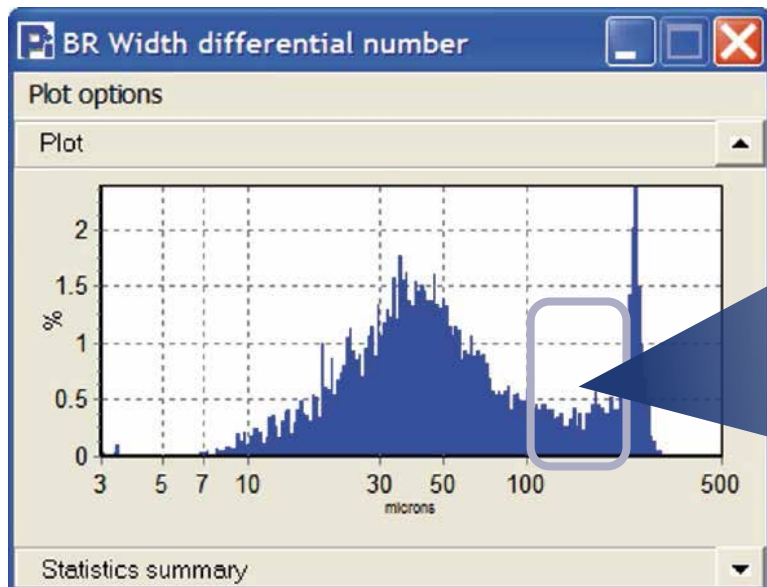 BR Width differential number
Plot options
Plot
2
1.5
1
0.5
0
%
3 5 7 10 30 50 100 500
microns
Statistics summary